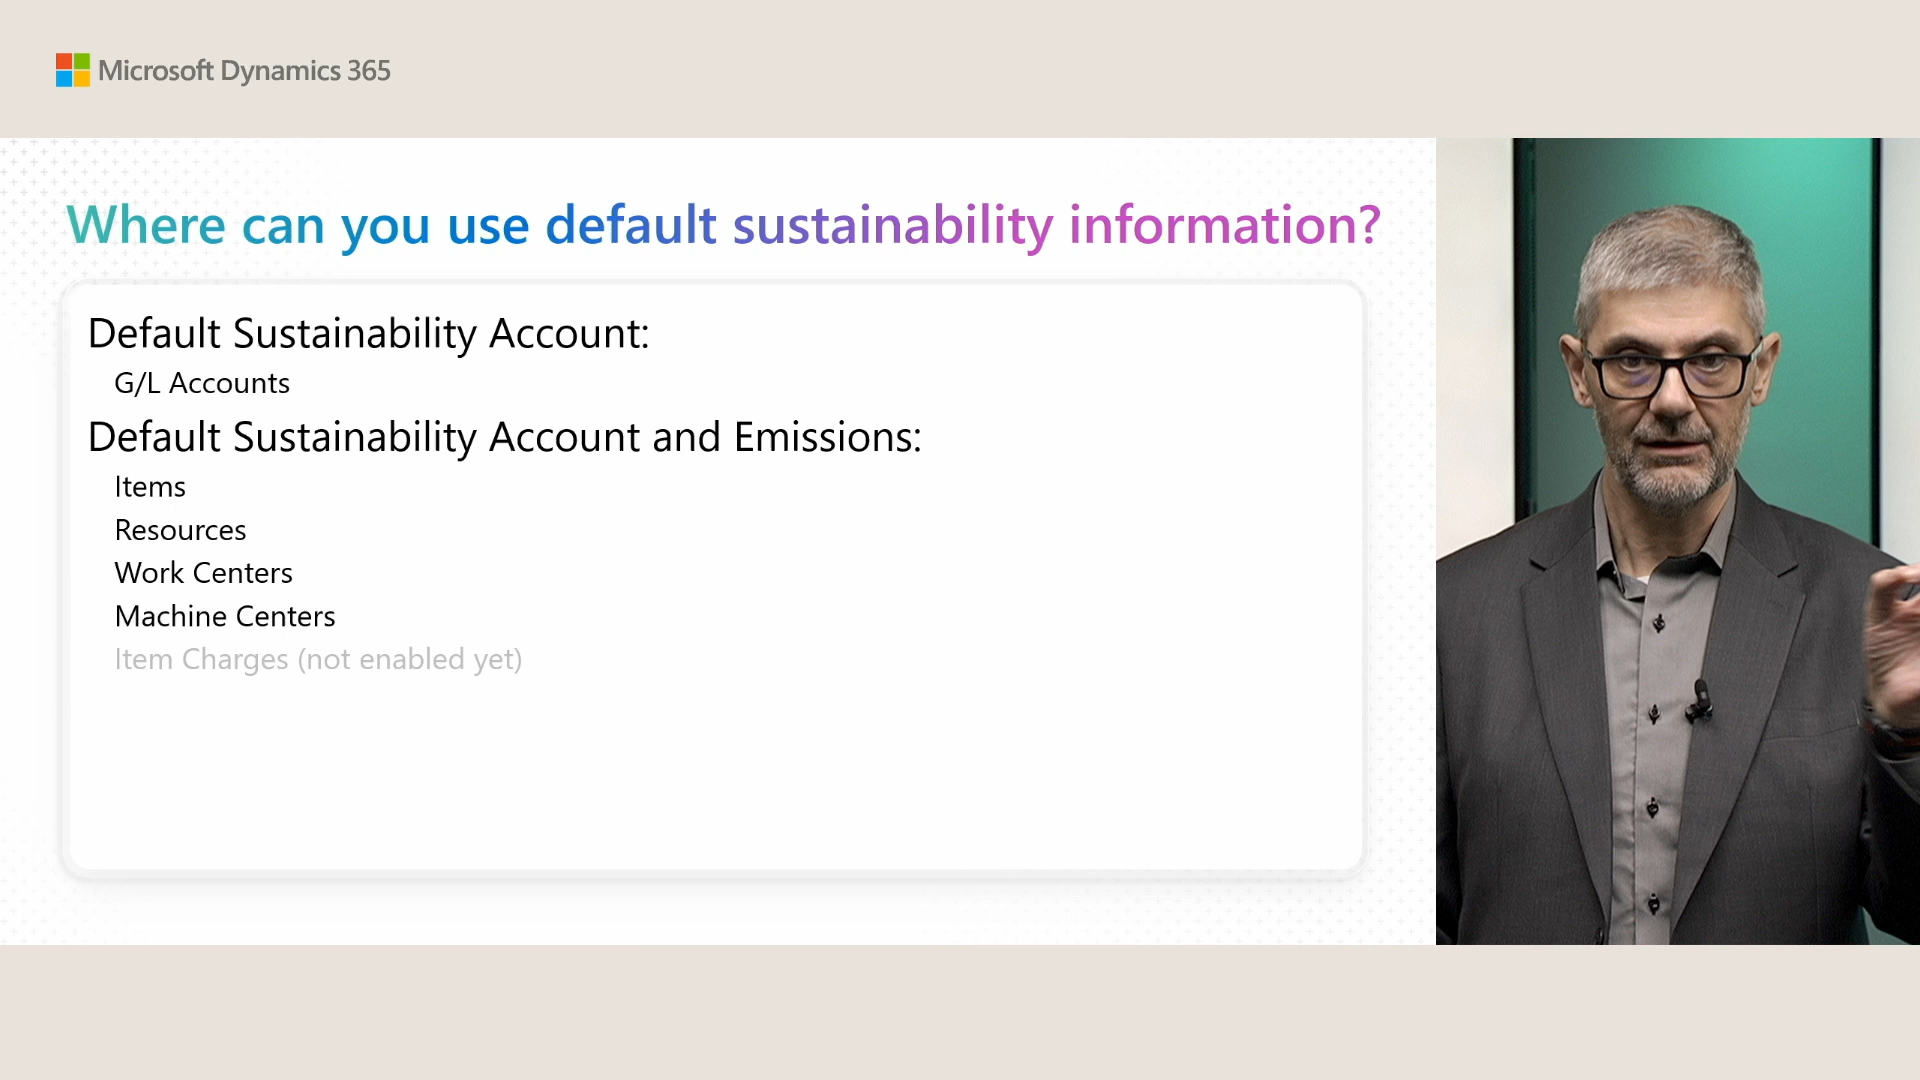 Microsoft Dynamics 365
Where can you use default sustainability information?
Default Sustainability Account:
G/L Accounts
Default Sustainability Account and Emissions:
Items
Resources
Work Centers
Machine Centers
Item Charges (not enabled yet)